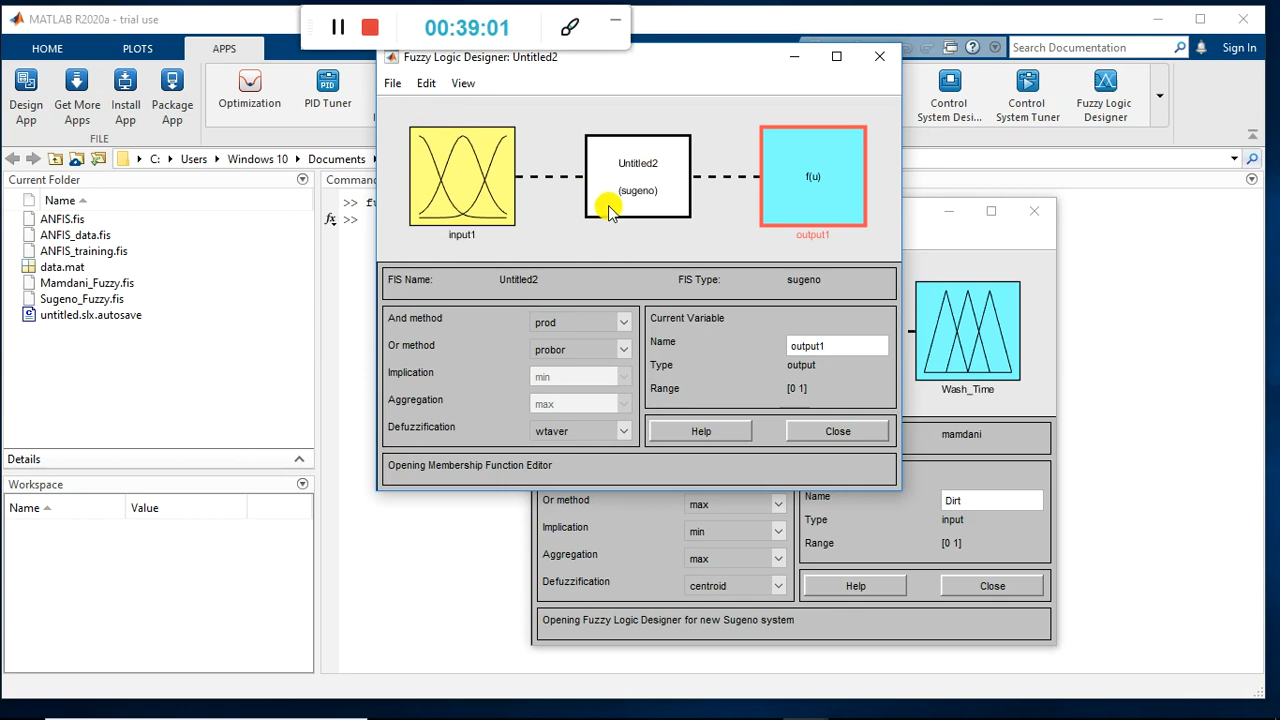 MATLAB R2020a - trial use
00:39:01
HOME
PLOTS
APPS
Search Documentation
Sign In
Design App
Get More Apps
Install App
Package App
Optimization
PID Tuner
Control System Desi...
Control System Tuner
Fuzzy Logic Designer
FILE
C:
Users
Windows 10
Documents
Current Folder
Name
ANFIS.fis
ANFIS_data.fis
ANFIS_training.fis
data.mat
Mamdani_Fuzzy.fis
Sugeno_Fuzzy.fis
untitled.slx.autosave
Details
Workspace
Name
Value
fx
>>
>>
Fuzzy Logic Designer: Untitled2
File
Edit
View
Untitled2
(sugeno)
f(u)
input1
output1
FIS Name:
Untitled2
FIS Type:
sugeno
And method
prod
Or method
probor
Implication
min
Aggregation
max
Defuzzification
wtaver
Current Variable
Name
output1
Type
output
Range
[0 1]
Help
Close
Opening Membership Function Editor
Wash_Time
mamdani
Or method
max
Implication
min
Aggregation
max
Defuzzification
centroid
Name
Dirt
Type
input
Range
[0 1]
Help
Close
Opening Fuzzy Logic Designer for new Sugeno system